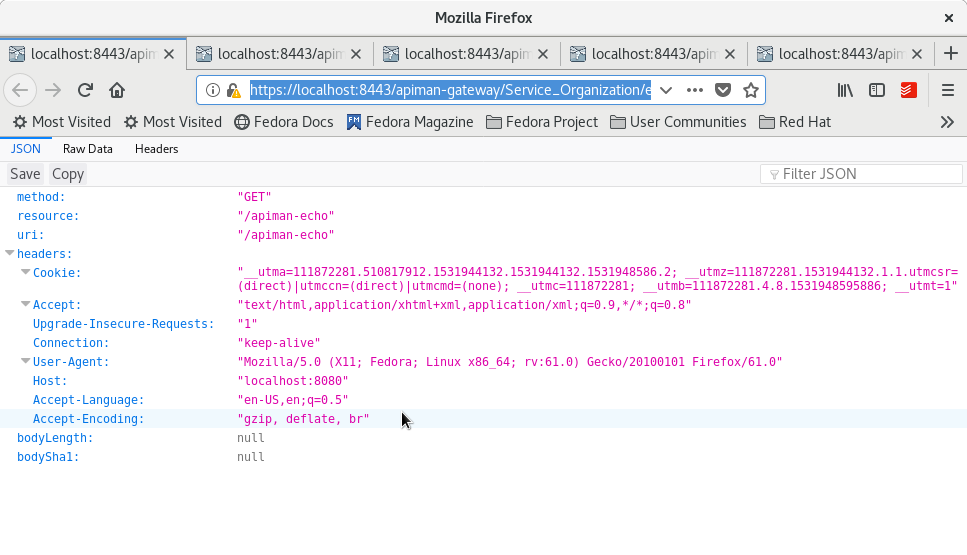 Mozilla Firefox
localhost:8443/apim localhost:8443/apim localhost:8443/apim localhost:8443/apim localhost:8443/apim
https://localhost:8443/apiman-gateway/Service_Organization/e
Most Visited Most Visited Fedora Docs Fedora Magazine Fedora Project User Communities Red Hat
JSON Raw Data Headers
Save Copy Filter JSON
method: "GET"
resource: "/apiman-echo"
uri: "/apiman-echo"
headers:
Cookie: "__utma=111872281.510817912.1531944132.1531944132.1531948586.2; __utmz=111872281.1531944132.1.1.utmcsr=
(direct)|utmccn=(direct)|utmcmd=(none); __utmc=111872281; __utmb=111872281.4.8.1531948595886; __utmt=1"
Accept: "text/html,application/xhtml+xml,application/xml;q=0.9,*/*;q=0.8"
Upgrade-Insecure-Requests: "1"
Connection: "keep-alive"
User-Agent: "Mozilla/5.0 (X11; Fedora; Linux x86_64; rv:61.0) Gecko/20100101 Firefox/61.0"
Host: "localhost:8080"
Accept-Language: "en-US,en;q=0.5"
Accept-Encoding: "gzip, deflate, br"
bodyLength: null
bodySha1: null